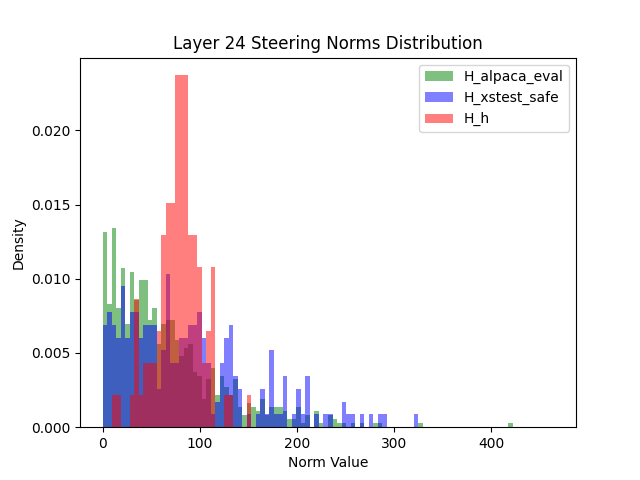 Layer 24 Steering Norms Distribution
H_alpaca_eval
H_xstest_safe
H_h
0.020
0.015
0.010
0.005
0.000
Density
0
100
200
300
400
Norm Value